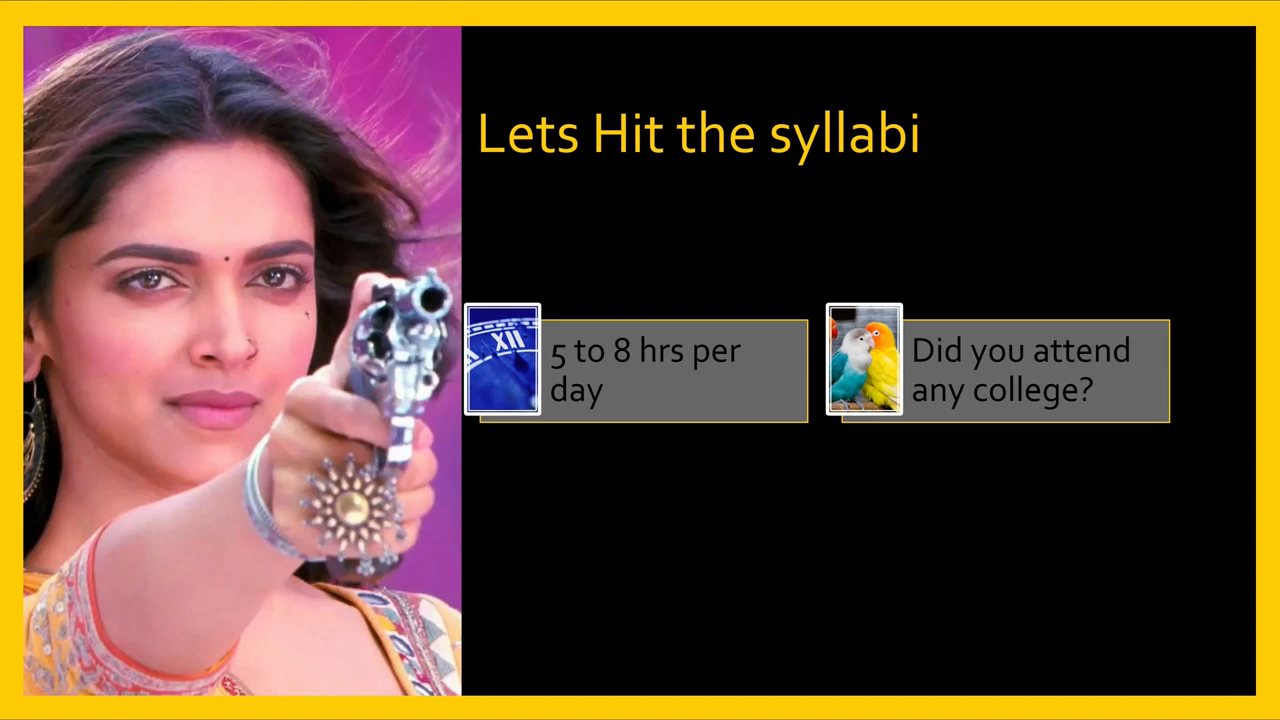 Lets Hit the syllabi
XII
5 to 8 hrs per
day
Did you attend
any college?